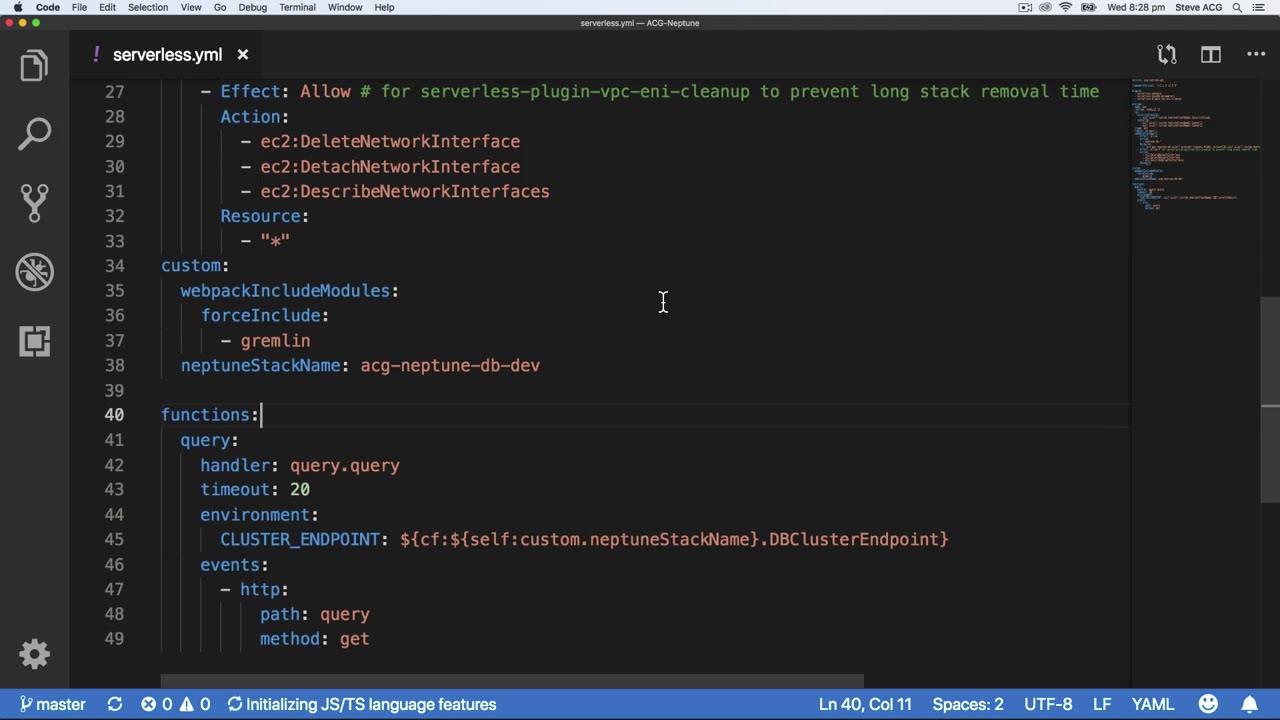 Code File Edit Selection View Go Debug Terminal Window Help Wed 8:28 pm Steve ACG
serverless.yml — ACG-Neptune
! serverless.yml ×
27 - Effect: Allow # for serverless-plugin-vpc-eni-cleanup to prevent long stack removal time
28 Action:
29 - ec2:DeleteNetworkInterface
30 - ec2:DetachNetworkInterface
31 - ec2:DescribeNetworkInterfaces
32 Resource:
33 - "*"
34 custom:
35 webpackIncludeModules:
36 forceInclude:
37 - gremlin
38 neptuneStackName: acg-neptune-db-dev
39
40 functions:
41 query:
42 handler: query.query
43 timeout: 20
44 environment:
45 CLUSTER_ENDPOINT: ${cf:${self:custom.neptuneStackName}.DBClusterEndpoint}
46 events:
47 - http:
48 path: query
49 method: get
master 0 0 Initializing JS/TS language features Ln 40, Col 11 Spaces: 2 UTF-8 LF YAML